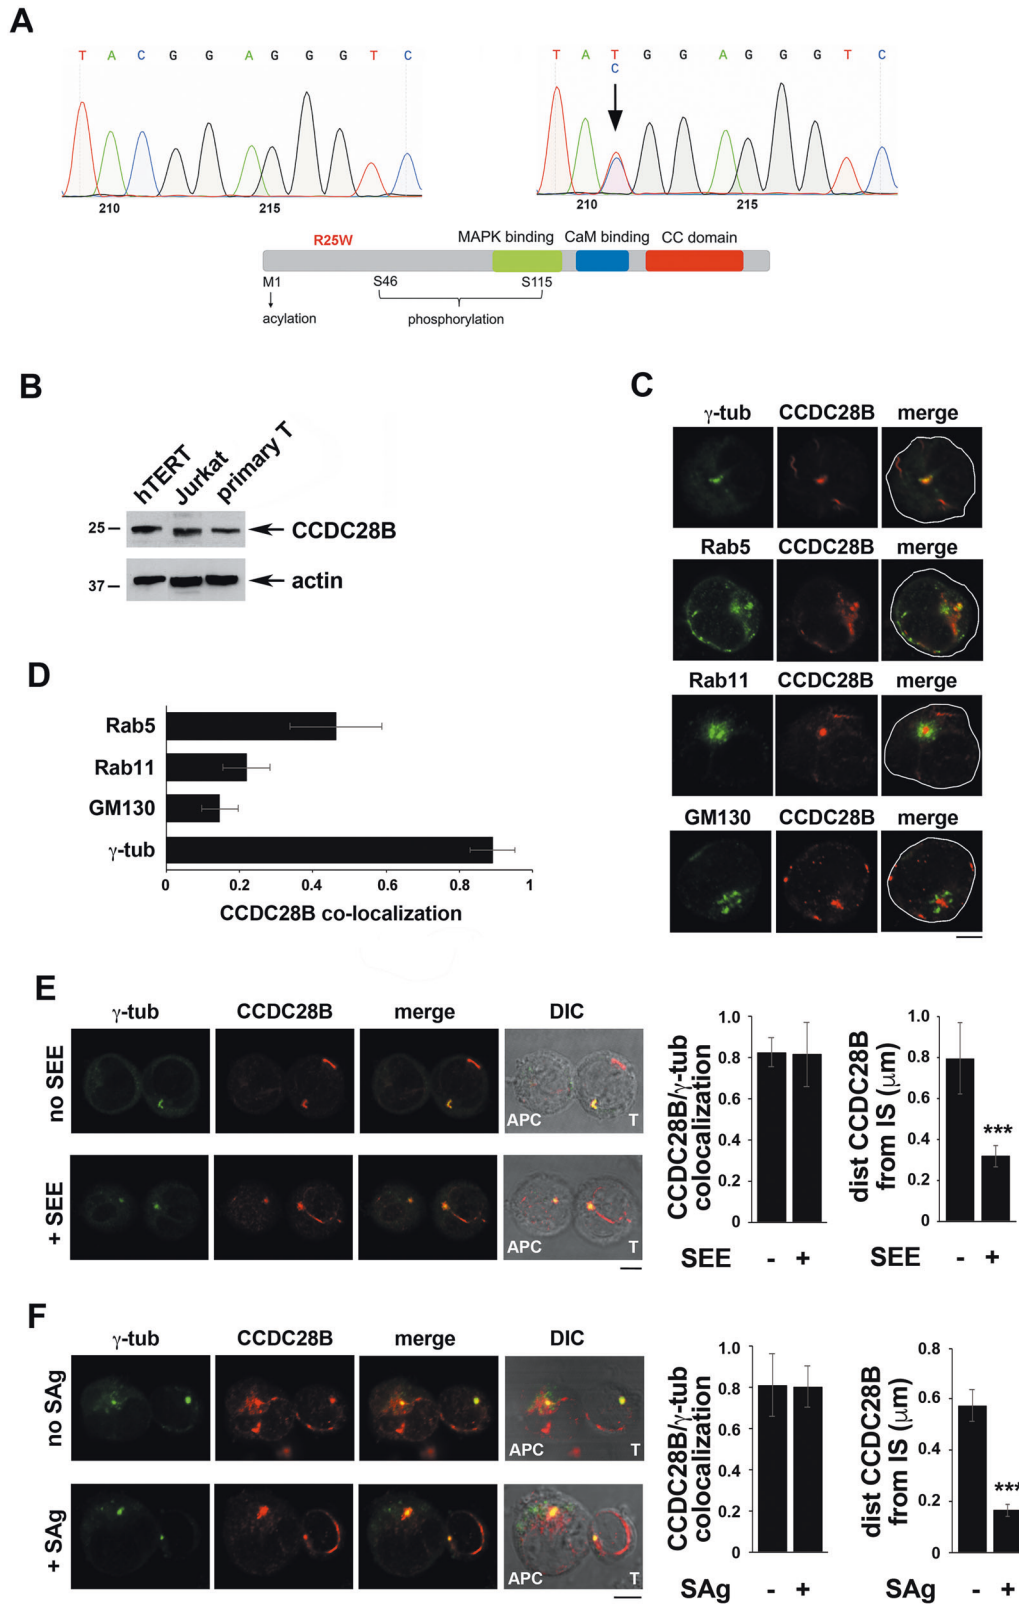 A
T A C G G A G G G T C
T A T G G A G G G T C
C
210 215
210 215
R25W MAPK binding CaM binding CC domain
M1 S46 S115
acylation phosphorylation
B
hTERT Jurkat primary T
25 CCDC28B
37 actin
C
γ-tub CCDC28B merge
Rab5 CCDC28B merge
Rab11 CCDC28B merge
GM130 CCDC28B merge
D
Rab5
Rab11
GM130
γ-tub
0 0.2 0.4 0.6 0.8 1
CCDC28B co-localization
E
γ-tub CCDC28B merge DIC
no SEE
APC T
+ SEE
APC T
CCDC28B/γ-tub
colocalization
1.0
0.8
0.6
0.4
0.2
0
SEE - +
dist CCDC28B
from IS (μm)
1.0
0.8
0.6
0.4
0.2
0
***
SEE - +
F
γ-tub CCDC28B merge DIC
no SAg
APC T
+ SAg
APC T
CCDC28B/γ-tub
colocalization
1.0
0.8
0.6
0.4
0.2
0
SAg - +
dist CCDC28B
from IS (μm)
0.8
0.6
0.4
0.2
0
***
SAg - +